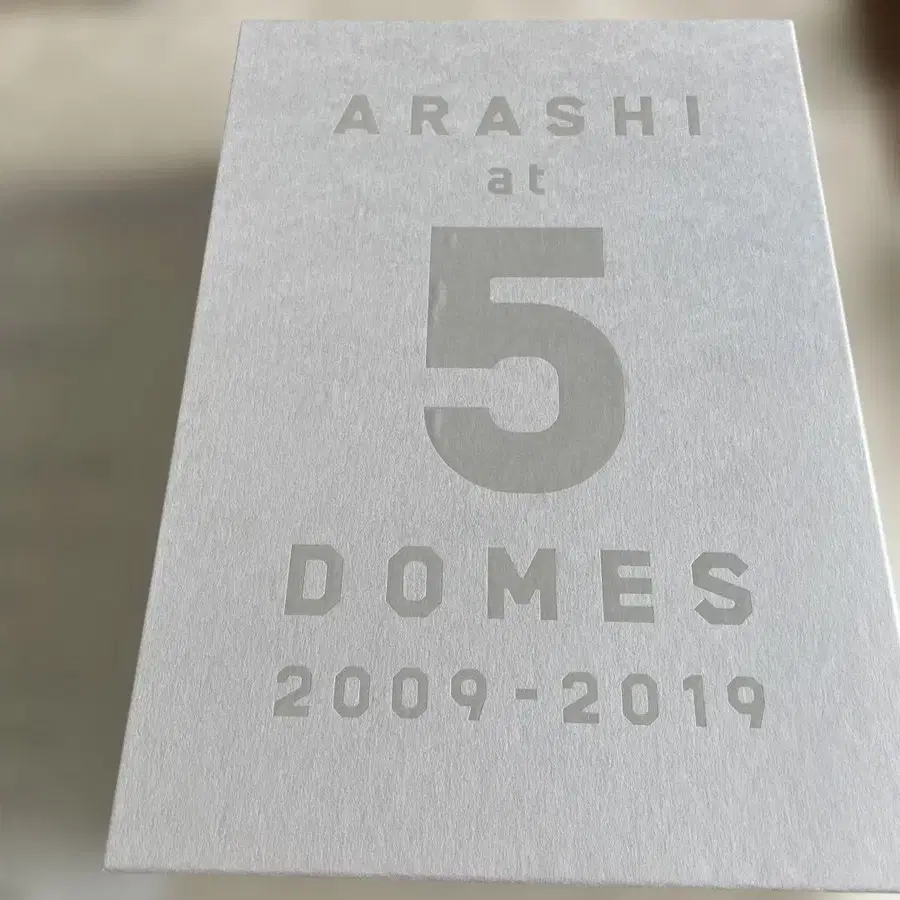 ARASHI
at
5
DOMES
2009-2019